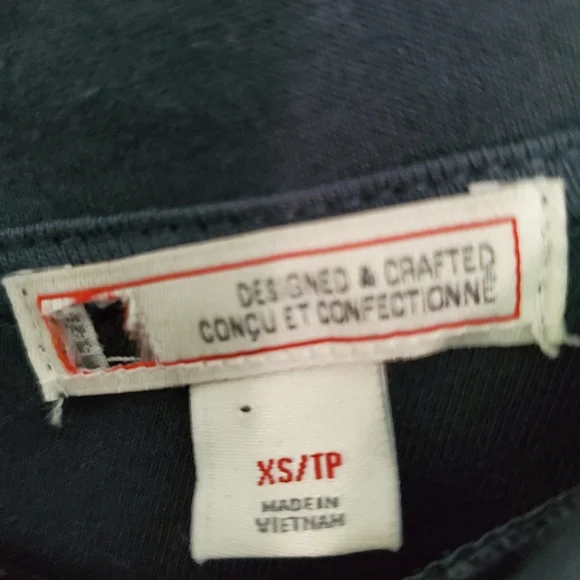 DESIGNED & CRAFTED
CONÇU ET CONFECTIONNÉ
XS/TP
MADE IN
VIETNAM